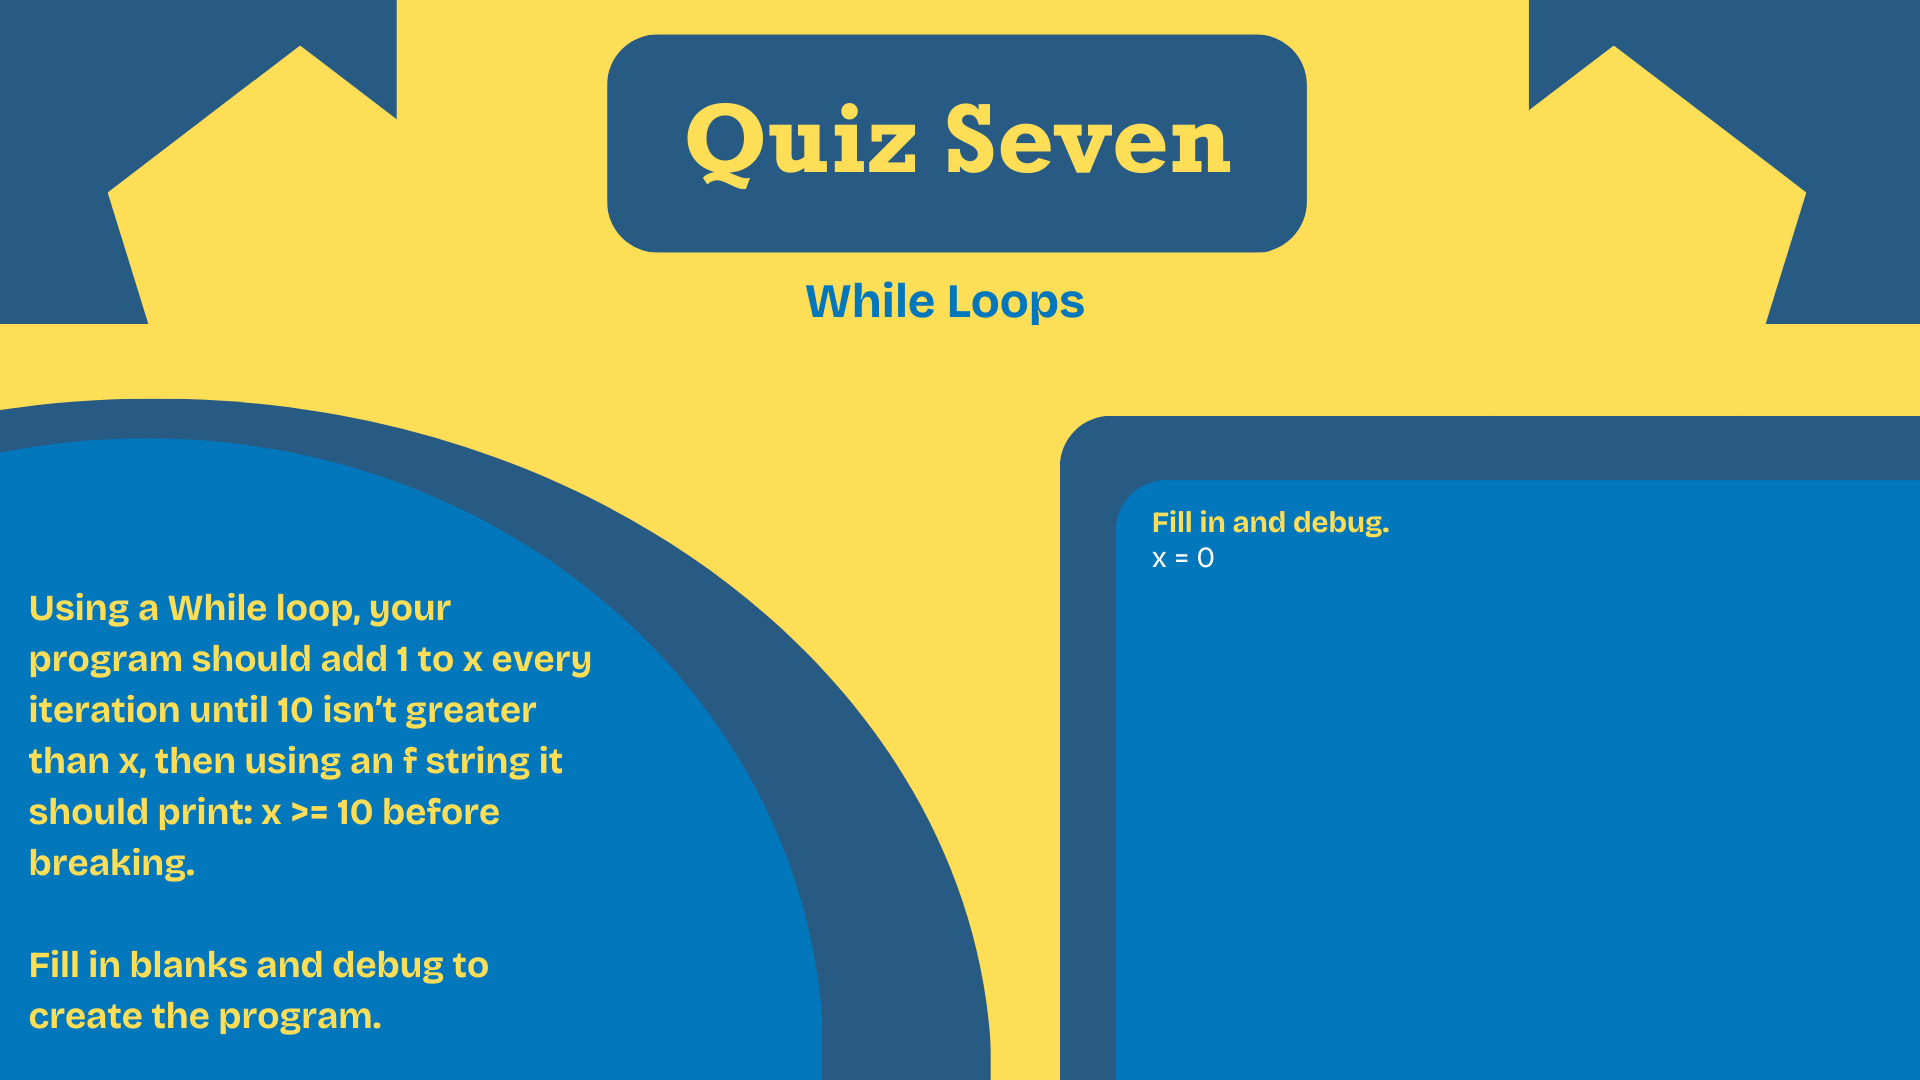 Quiz Seven
While Loops
Using a While loop, your
program should add 1 to x every
iteration until 10 isn't greater
than x, then using an f string it
should print: x >= 10 before
breaking.
Fill in blanks and debug to
create the program.
Fill in and debug.
x = 0